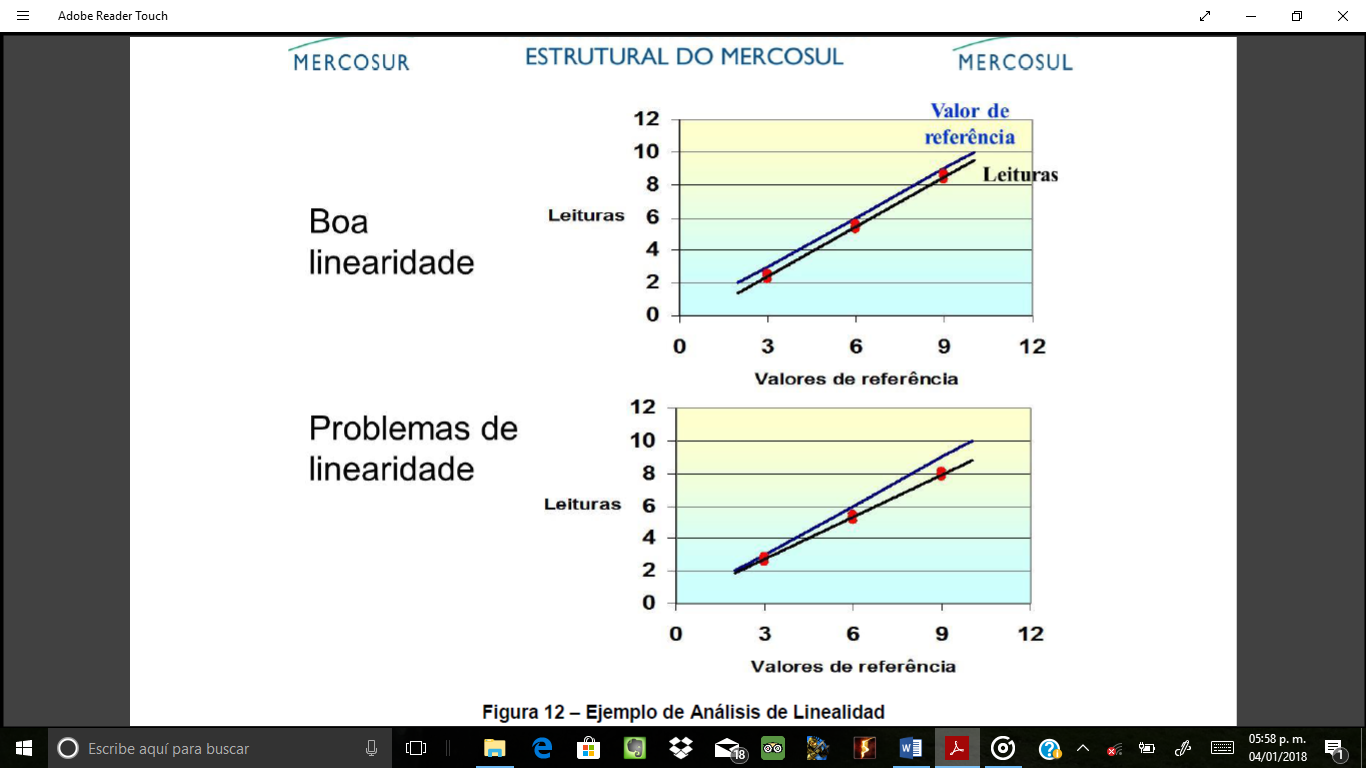 Adobe Reader Touch
MERCOSUR
ESTRUTURAL DO MERCOSUL
MERCOSUL
Boa
linearidade
Leituras
12
10
8
6
4
2
0
Valor de
referência
Leituras
0 3 6 9 12
Valores de referência
Problemas de
linearidade
Leituras
12
10
8
6
4
2
0
0 3 6 9 12
Valores de referência
Figura 12 – Ejemplo de Análisis de Linealidad
Escribe aquí para buscar
18
05:58 p. m.
04/01/2018
1